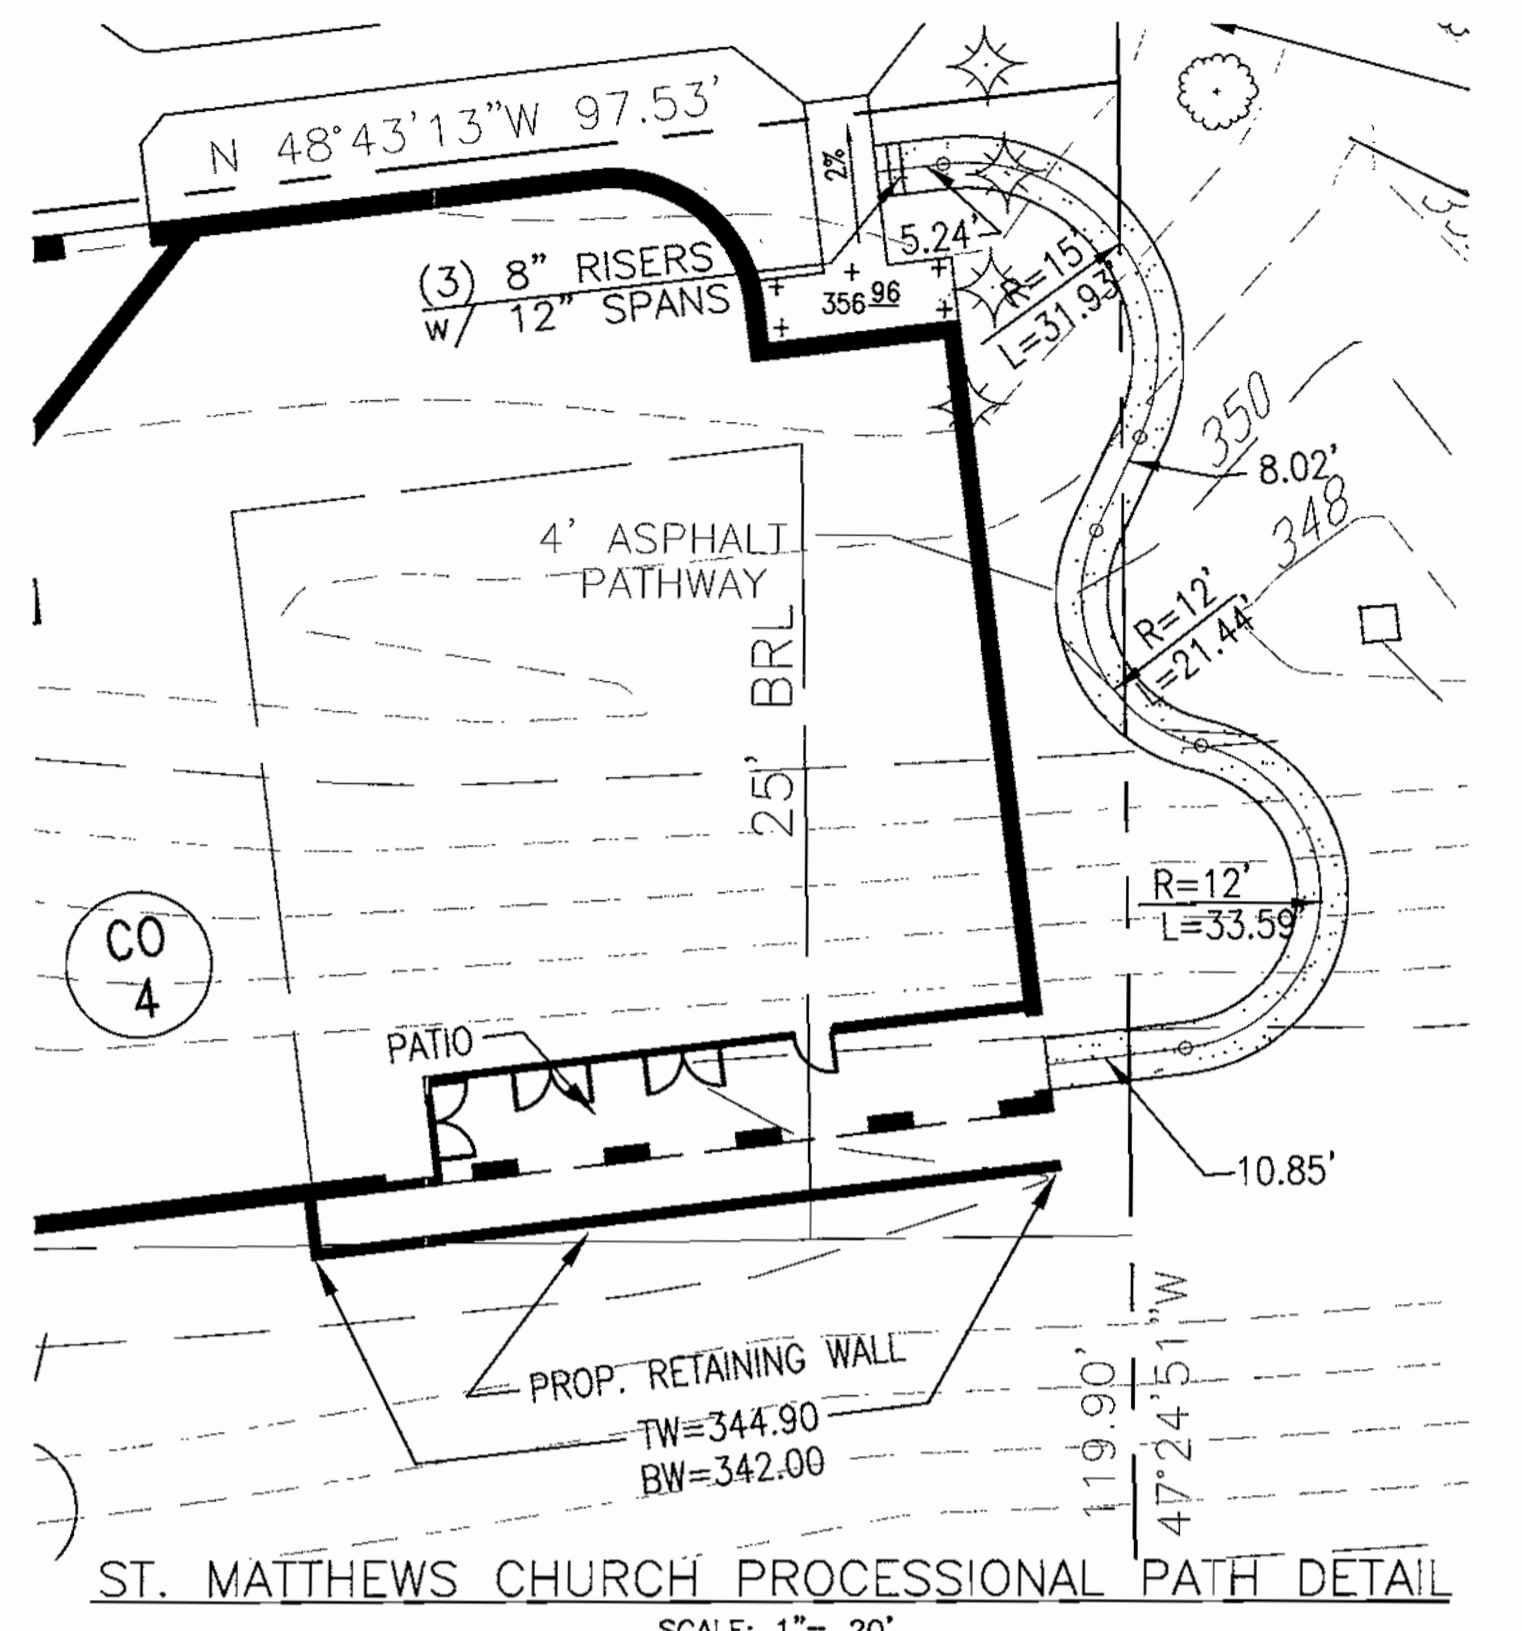 N 48°43'13"W 97.53'
2%
5.24'
(3) 8" RISERS
w/ 12" SPANS
356 96
R=15'
L=31.93'
350
8.02'
348
4' ASPHALT
PATHWAY
25' BRL
R=12'
L=21.44'
R=12'
L=33.59'
CO
4
PATIO
10.85'
PROP. RETAINING WALL
TW=344.90
BW=342.00
119.90'
47°24'51"W
ST. MATTHEWS CHURCH PROCESSIONAL PATH DETAIL
SCALE: 1"= 20'